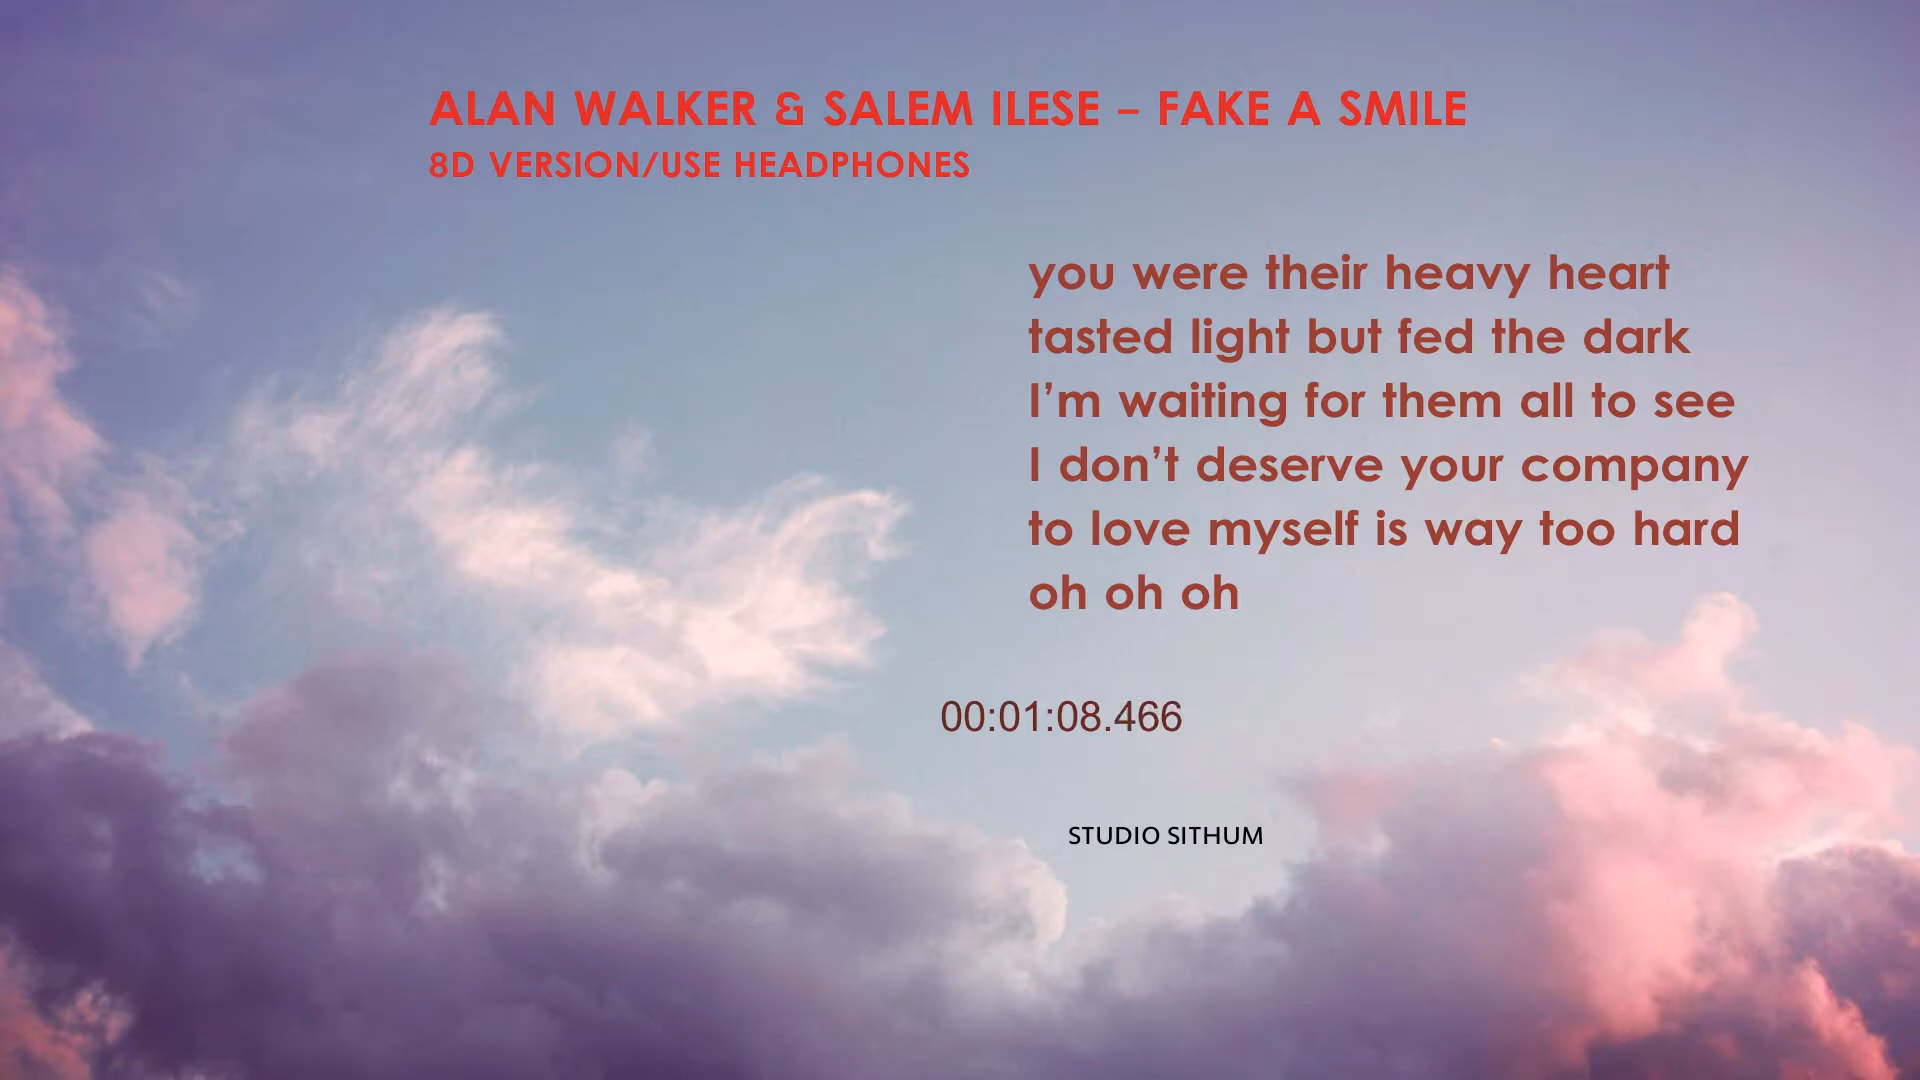 ALAN WALKER & SALEM ILESE – FAKE A SMILE
8D VERSION/USE HEADPHONES
you were their heavy heart
tasted light but fed the dark
I’m waiting for them all to see
I don’t deserve your company
to love myself is way too hard
oh oh oh
00:01:08.466
STUDIO SITHUM